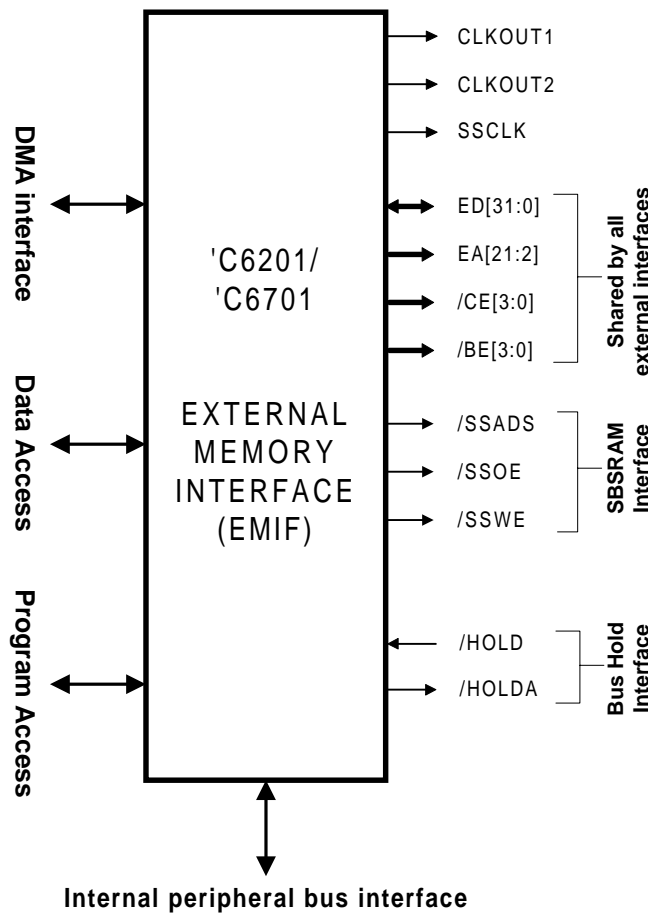 DMA interface
Data Access
Program Access
'C6201/
'C6701
EXTERNAL
MEMORY
INTERFACE
(EMIF)
CLKOUT1
CLKOUT2
SSCLK
ED[31:0]
EA[21:2]
/CE[3:0]
/BE[3:0]
Shared by all
external interfaces
/SSADS
/SSOE
/SSWE
SBSRAM
Interface
/HOLD
/HOLDA
Bus Hold
Interface
Internal peripheral bus interface